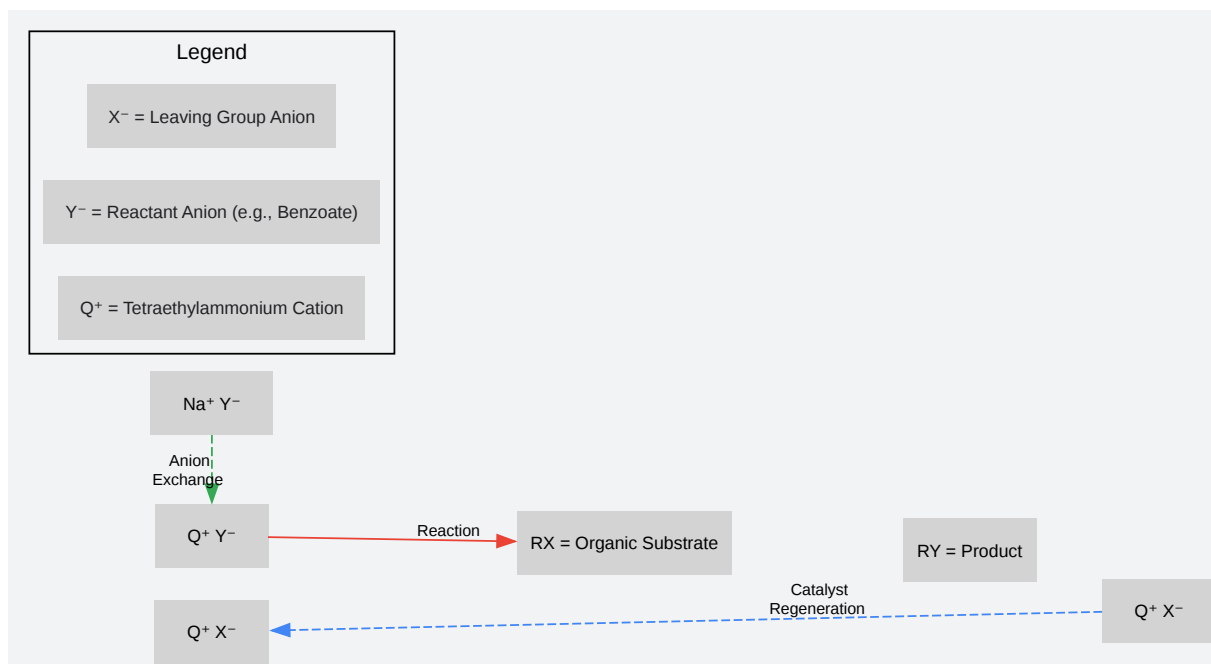 Legend
X⁻ = Leaving Group Anion
Y⁻ = Reactant Anion (e.g., Benzoate)
Q⁺ = Tetraethylammonium Cation
Na⁺ Y⁻
Anion
Exchange
Q⁺ Y⁻
Reaction
RX = Organic Substrate
RY = Product
Catalyst
Regeneration
Q⁺ X⁻
Q⁺ X⁻